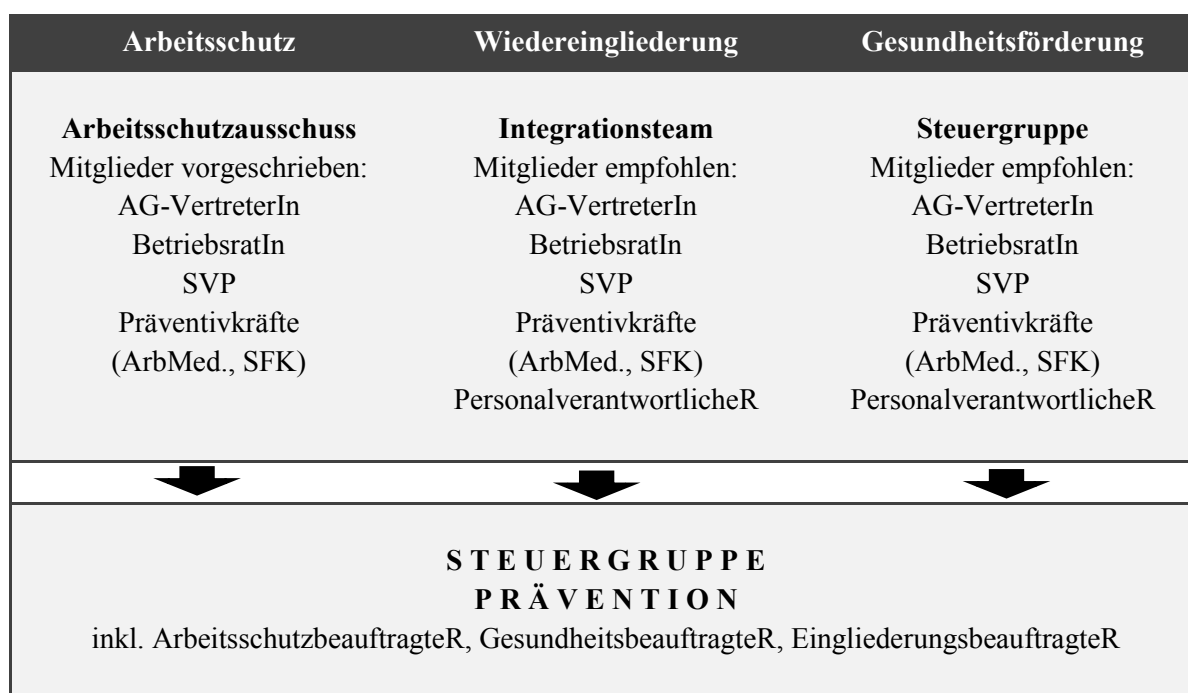 Arbeitsschutz
Wiedereingliederung
Gesundheitsförderung
Arbeitsschutzausschuss
Mitglieder vorgeschrieben:
AG-VertreterIn
BetriebsratIn
SVP
Präventivkräfte
(ArbMed., SFK)
Integrationsteam
Mitglieder empfohlen:
AG-VertreterIn
BetriebsratIn
SVP
Präventivkräfte
(ArbMed., SFK)
PersonalverantwortlicheR
Steuergruppe
Mitglieder empfohlen:
AG-VertreterIn
BetriebsratIn
SVP
Präventivkräfte
(ArbMed., SFK)
PersonalverantwortlicheR
S T E U E R G R U P P E
P R Ä V E N T I O N
inkl. ArbeitsschutzbeauftragteR, GesundheitsbeauftragteR, EingliederungsbeauftragteR